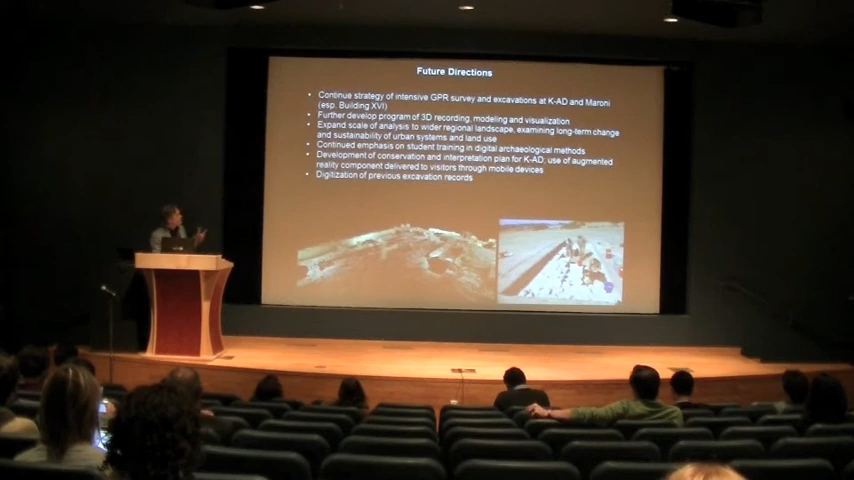 Future Directions
• Continue strategy of intensive GPR survey and excavations at K-AD and Maroni
(esp. Building XVI)
• Further develop program of 3D recording, modeling and visualization
• Expand scale of analysis to wider regional landscape, examining long-term change
and sustainability of urban systems and land use
• Continued emphasis on student training in digital archaeological methods
• Development of conservation and interpretation plan for K-AD; use of augmented
reality component delivered to visitors through mobile devices
• Digitization of previous excavation records